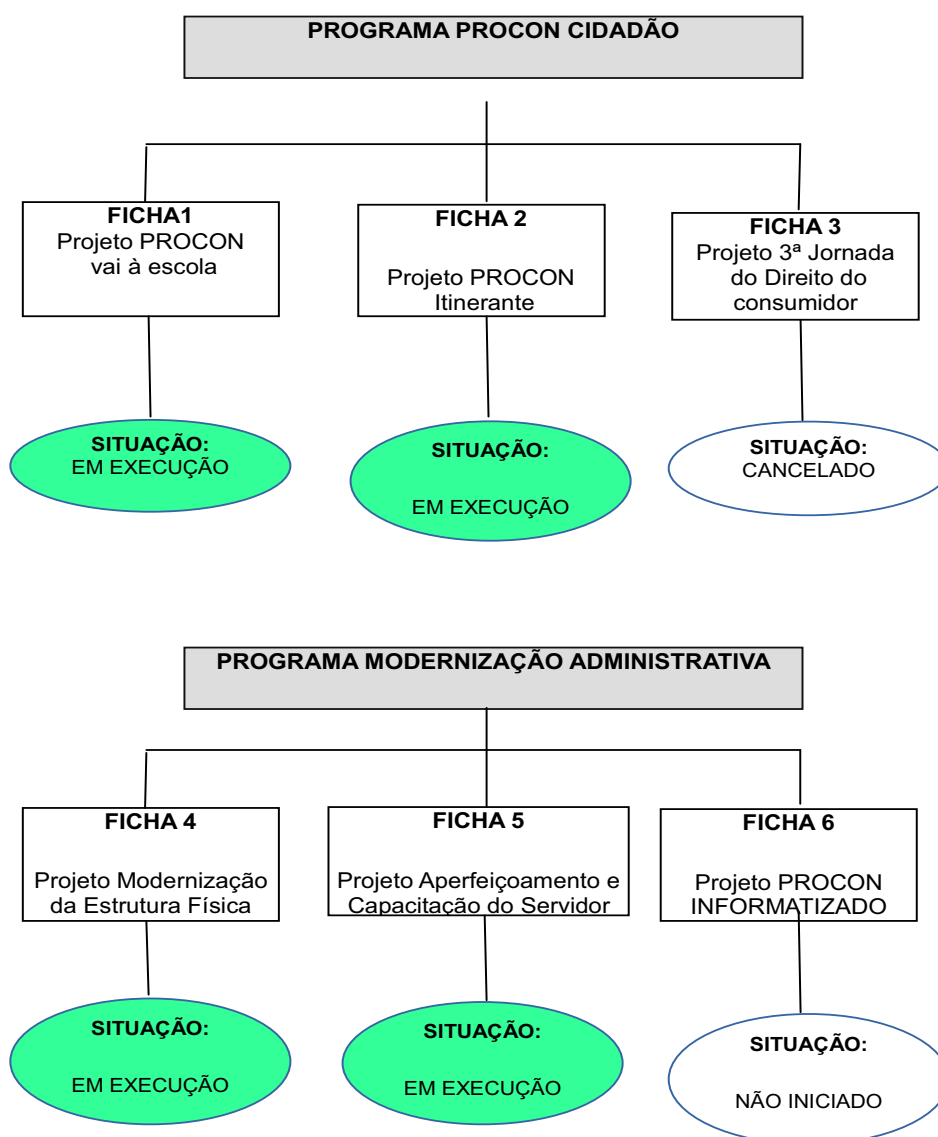 PROGRAMA PROCON CIDADÃO
FICHA1
Projeto PROCON
vai à escola
FICHA 2
Projeto PROCON
Itinerante
FICHA 3
Projeto 3ª Jornada
do Direito do
consumidor
SITUAÇÃO:
EM EXECUÇÃO
SITUAÇÃO:
EM EXECUÇÃO
SITUAÇÃO:
CANCELADO
PROGRAMA MODERNIZAÇÃO ADMINISTRATIVA
FICHA 4
Projeto Modernização
da Estrutura Física
FICHA 5
Projeto Aperfeiçoamento e
Capacitação do Servidor
FICHA 6
Projeto PROCON
INFORMATIZADO
SITUAÇÃO:
EM EXECUÇÃO
SITUAÇÃO:
EM EXECUÇÃO
SITUAÇÃO:
NÃO INICIADO